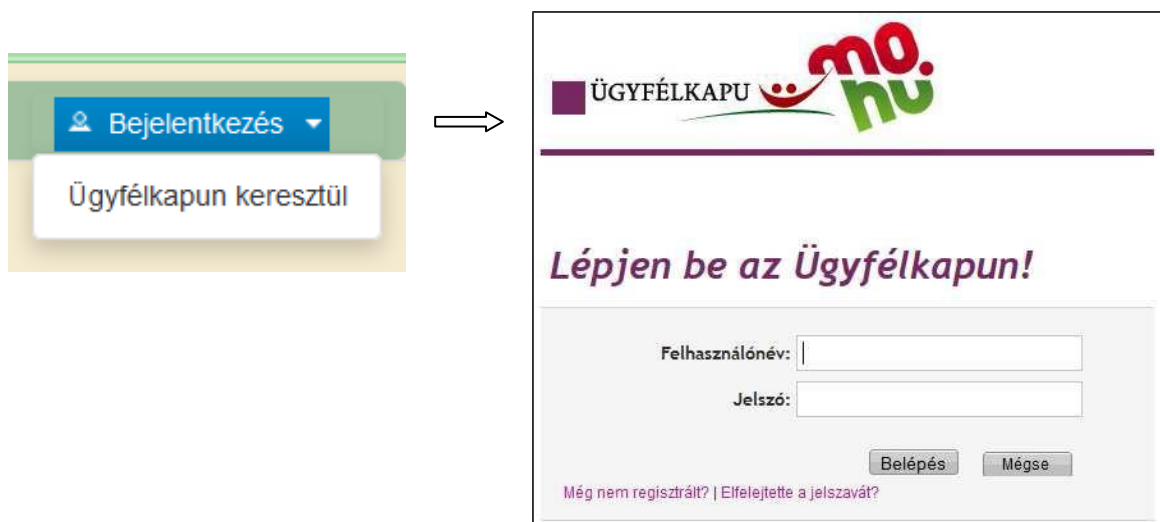 Bejelentkezés
Ügyfélkapun keresztül
ÜGYFÉLKAPU
mo.
hu
Lépjen be az Ügyfélkapun!
Felhasználónév:
Jelszó:
Belépés Mégse
Még nem regisztrált? | Elfelejtette a jelszavát?